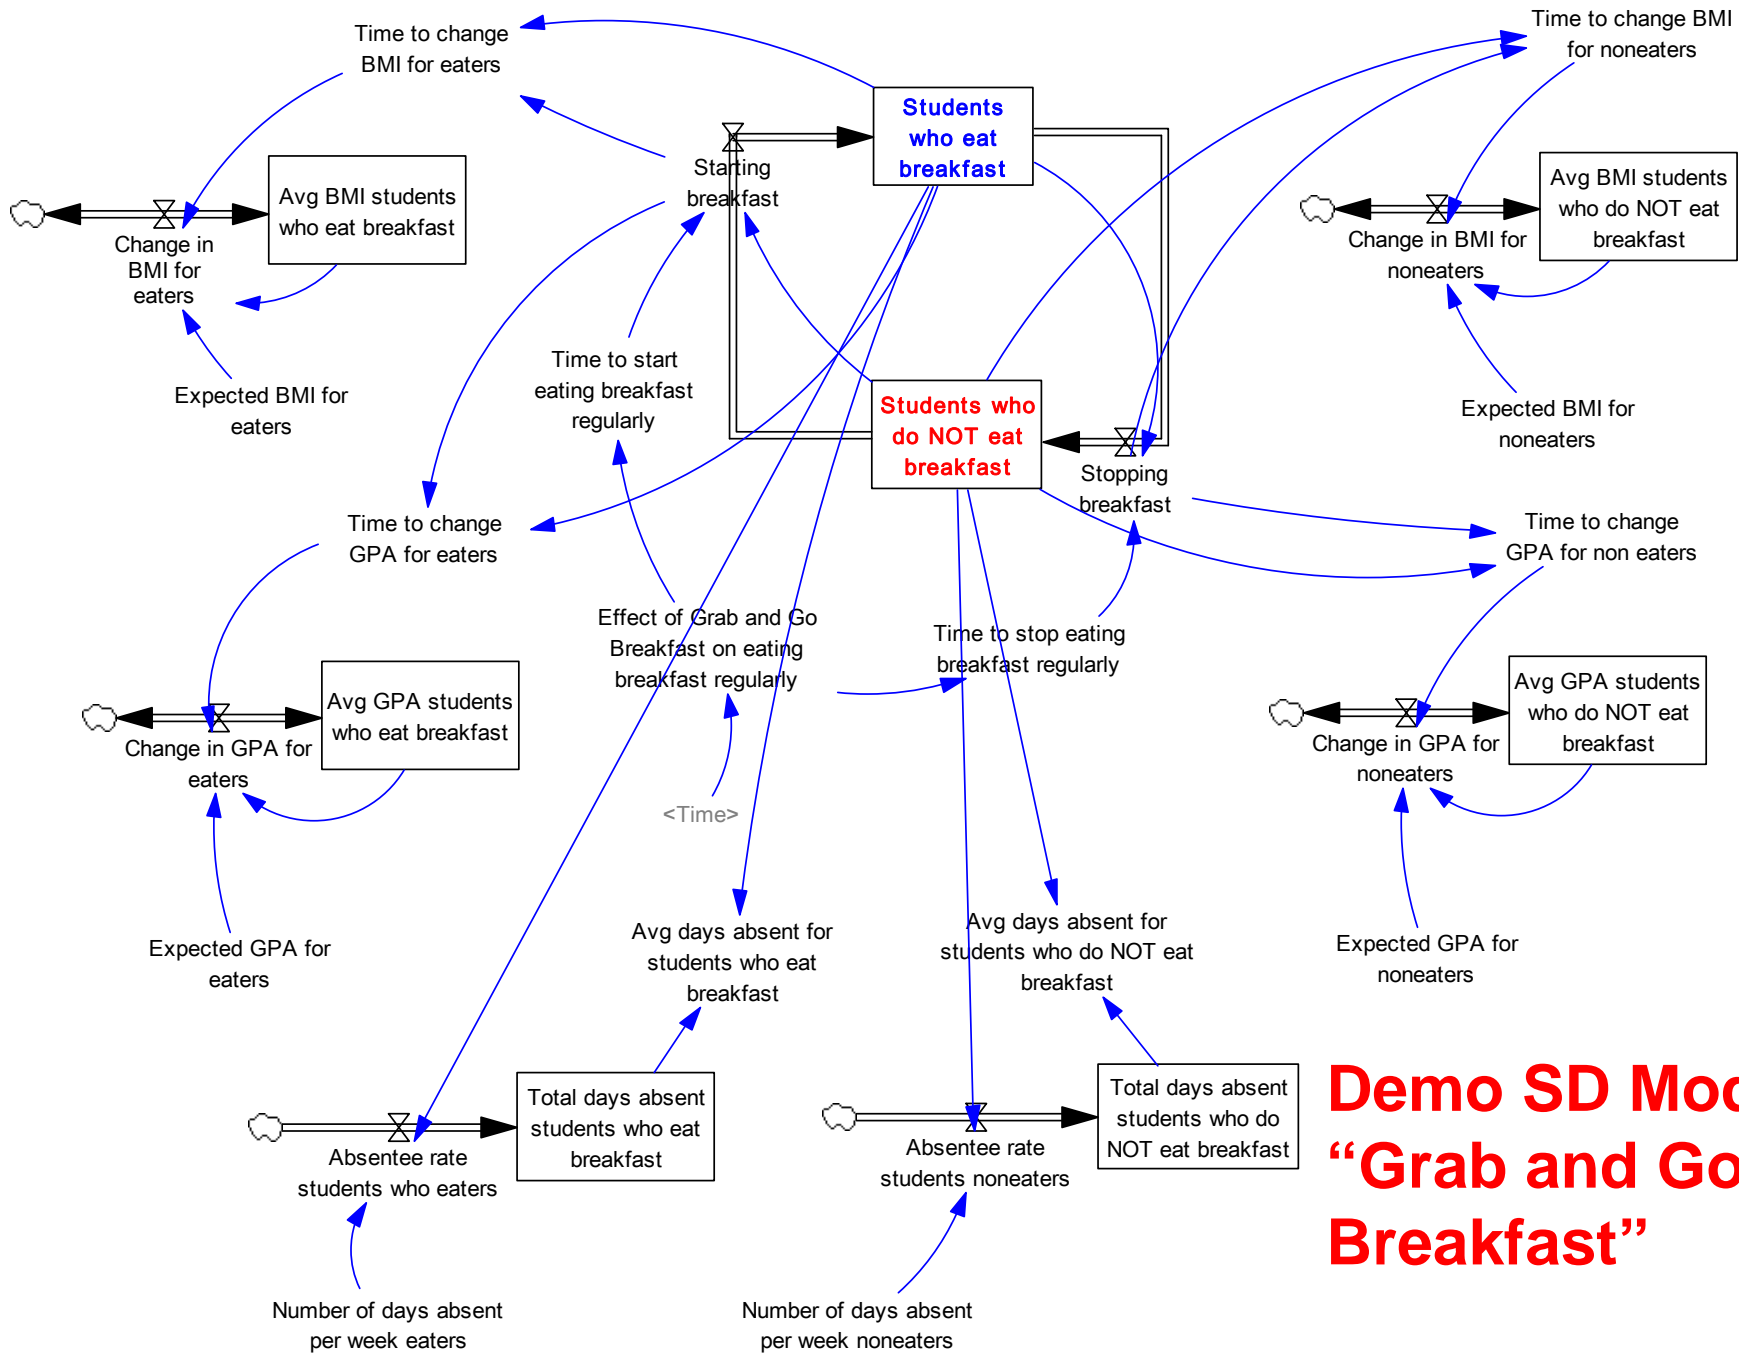 Time to change
BMI for eaters
Time to change BMI
for noneaters
Students
who eat
breakfast
Starting
breakfast
Avg BMI students
who eat breakfast
Change in
BMI for
eaters
Avg BMI students
who do NOT eat
breakfast
Change in BMI for
noneaters
Expected BMI for
eaters
Time to start
eating breakfast
regularly
Students who
do NOT eat
breakfast
Stopping
breakfast
Expected BMI for
noneaters
Time to change
GPA for eaters
Time to change
GPA for non eaters
Effect of Grab and Go
Breakfast on eating
breakfast regularly
Time to stop eating
breakfast regularly
Avg GPA students
who eat breakfast
Change in GPA for
eaters
Avg GPA students
who do NOT eat
breakfast
Change in GPA for
noneaters
<Time>
Expected GPA for
eaters
Avg days absent for
students who eat
breakfast
Avg days absent for
students who do NOT eat
breakfast
Expected GPA for
noneaters
Total days absent
students who eat
breakfast
Absentee rate
students who eaters
Total days absent
students who do
NOT eat breakfast
Absentee rate
students noneaters
Number of days absent
per week eaters
Number of days absent
per week noneaters
Demo SD
“Grab and Go
Breakfast”